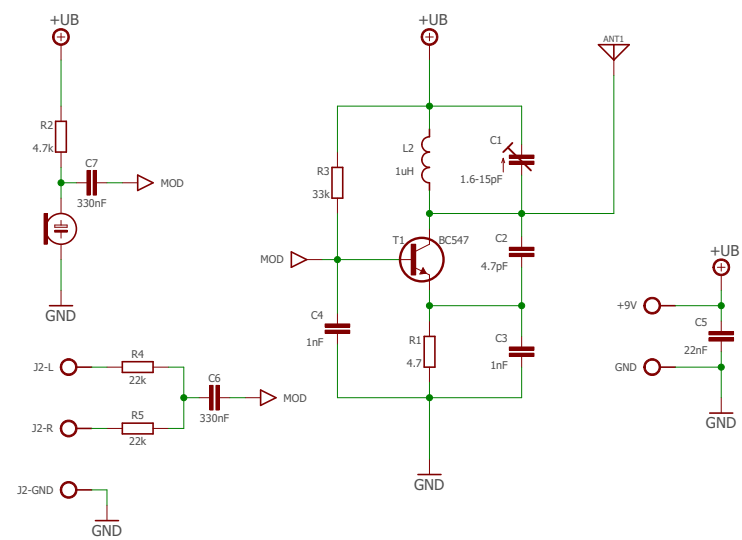 +UB
R2
4.7k
C7
330nF
MOD
GND
J2-L
R4
22k
J2-R
R5
22k
C6
330nF
MOD
J2-GND
GND
+UB
ANT1
R3
33k
L2
1uH
C1
1.6-15pF
MOD
T1
BC547
C2
4.7pF
C4
1nF
R1
4.7
C3
1nF
GND
+UB
+9V
C5
22nF
GND
GND